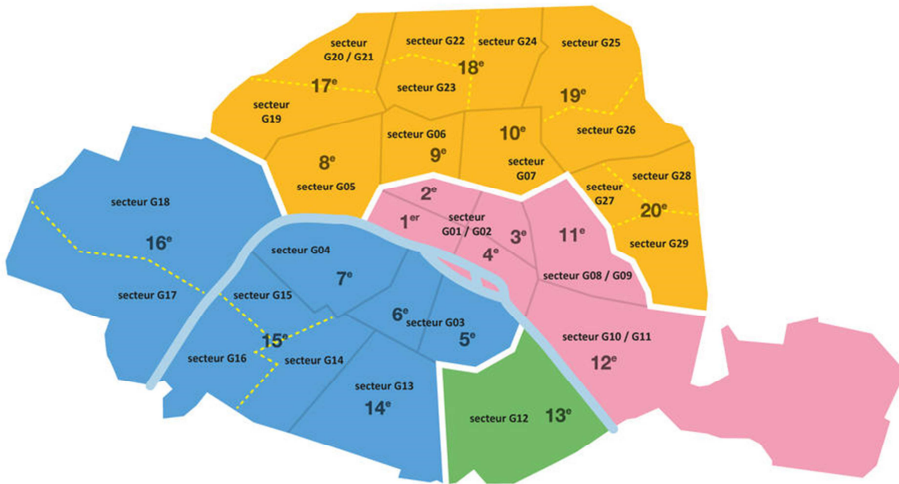 secteur G22
secteur G24
secteur G25
secteur
G20 / G21
18e
17e
secteur G23
19e
secteur
G19
secteur G06
10e
secteur G26
9e
8e
secteur
G07
secteur G28
secteur G05
secteur
G27
2e
secteur G18
20e
1er
secteur
G01 / G02
3e
11e
16e
secteur G29
secteur G04
4e
7e
secteur G08 / G09
secteur G17
secteur G15
6e
secteur G03
15e
5e
secteur G10 / G11
secteur G16
secteur G14
12e
secteur G13
14e
secteur G12
13e